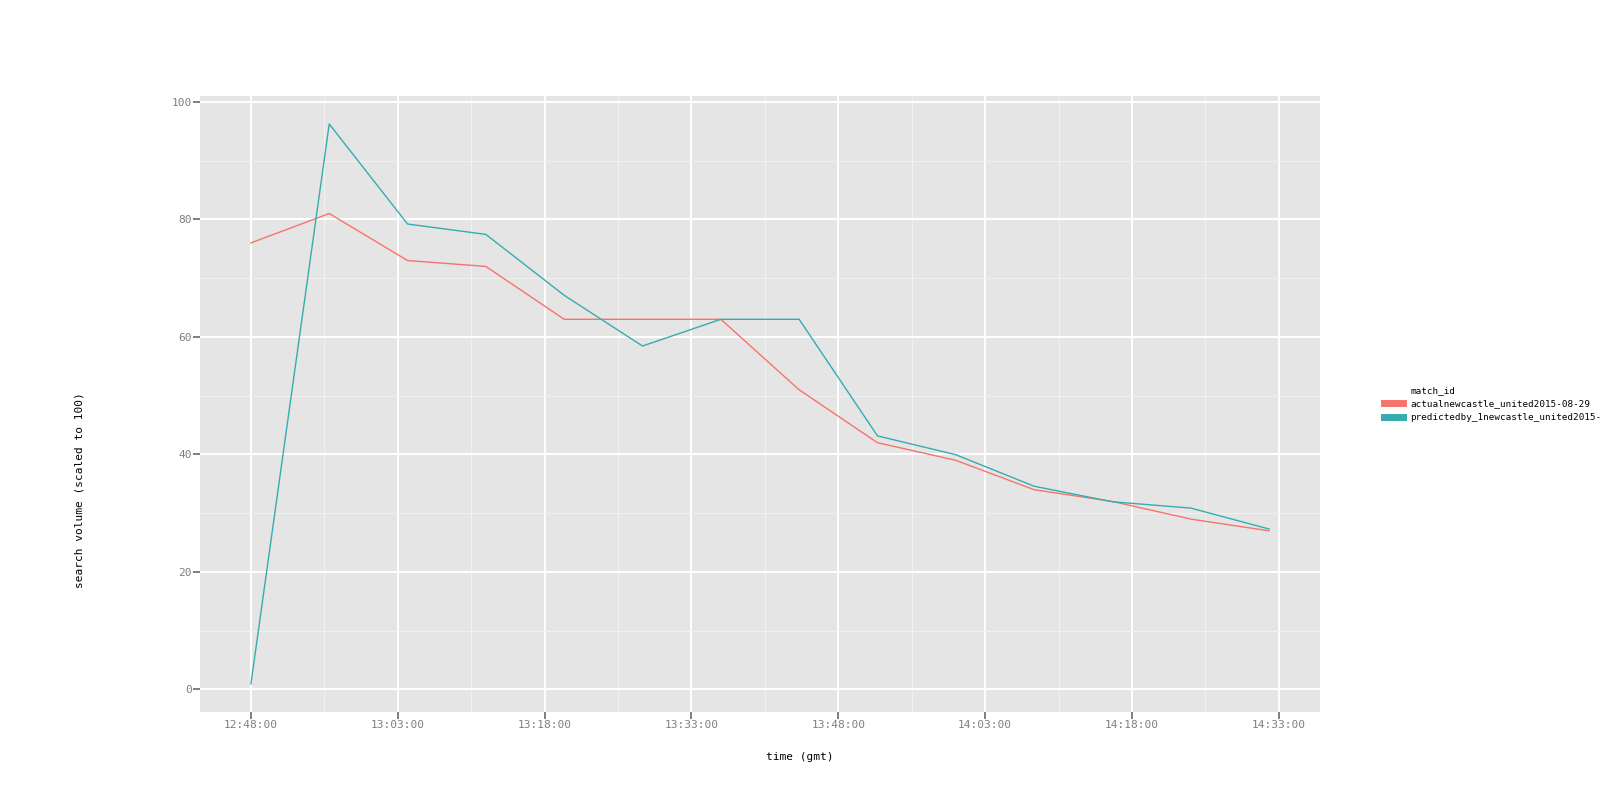 100
80
60
40
20
0
search volume (scaled to 100)
12:48:00 13:03:00 13:18:00 13:33:00 13:48:00 14:03:00 14:18:00 14:33:00
time (gmt)
match_id
actualnewcastle_united2015-08-29
predictedby_1newcastle_united2015-